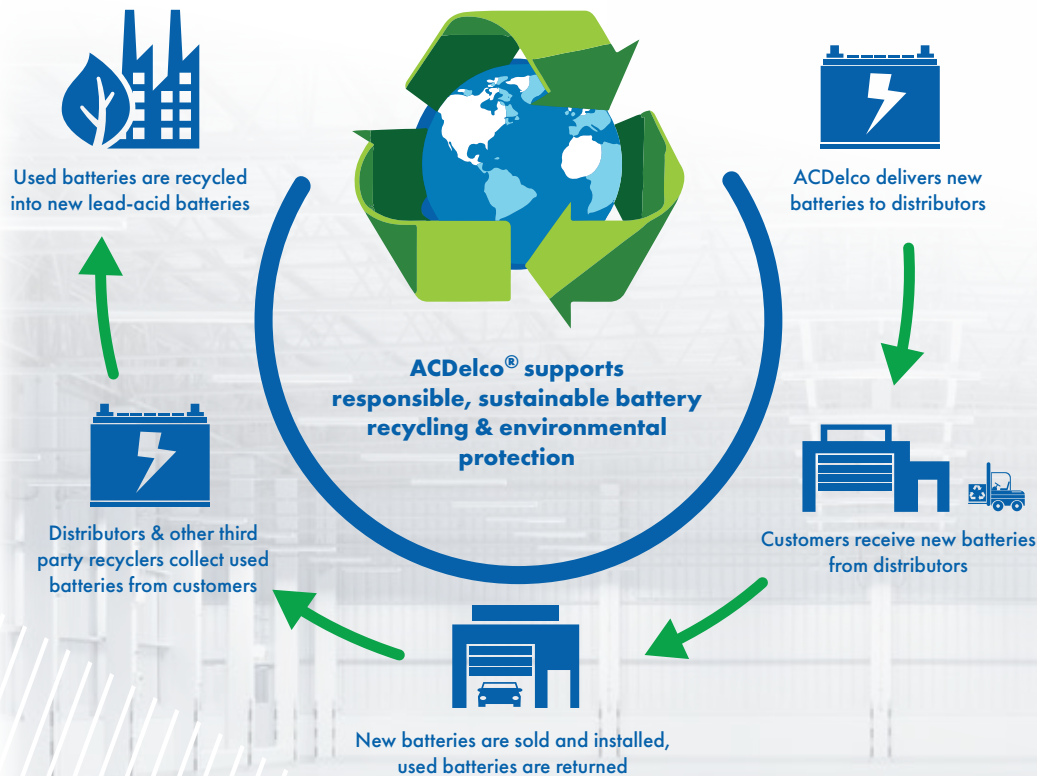 Used batteries are recycled
into new lead-acid batteries
ACDelco delivers new
batteries to distributors
ACDelco® supports
responsible, sustainable battery
recycling & environmental
protection
Customers receive new batteries
from distributors
Distributors & other third
party recyclers collect used
batteries from customers
New batteries are sold and installed,
used batteries are returned